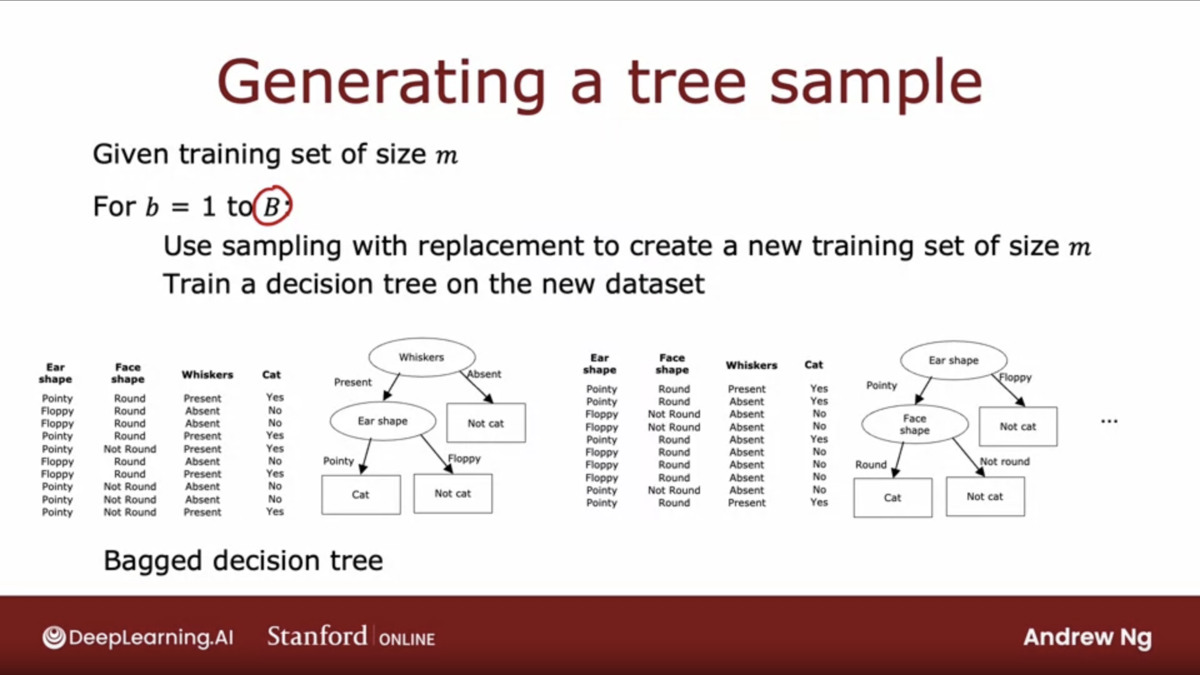 Generating a tree sample
Given training set of size m
For b = 1 to B:
Use sampling with replacement to create a new training set of size m
Train a decision tree on the new dataset
Ear shape Face shape Whiskers Cat
Pointy Round Present Yes
Floppy Round Absent No
Floppy Round Absent No
Pointy Round Present Yes
Pointy Not Round Present Yes
Floppy Round Absent No
Floppy Round Present Yes
Pointy Not Round Absent No
Pointy Not Round Absent No
Pointy Not Round Present Yes
Whiskers
Present
Absent
Ear shape
Not cat
Pointy
Floppy
Cat
Not cat
Ear shape Face shape Whiskers Cat
Pointy Round Present Yes
Pointy Round Absent Yes
Floppy Not Round Absent No
Floppy Not Round Absent No
Pointy Round Absent Yes
Floppy Round Absent No
Floppy Round Absent No
Floppy Round Absent No
Pointy Not Round Absent No
Pointy Round Present Yes
Ear shape
Pointy
Floppy
Face
shape
Not cat
Round
Not round
Cat
Not cat
...
Bagged decision tree
DeepLearning.AI
Stanford ONLINE
Andrew Ng